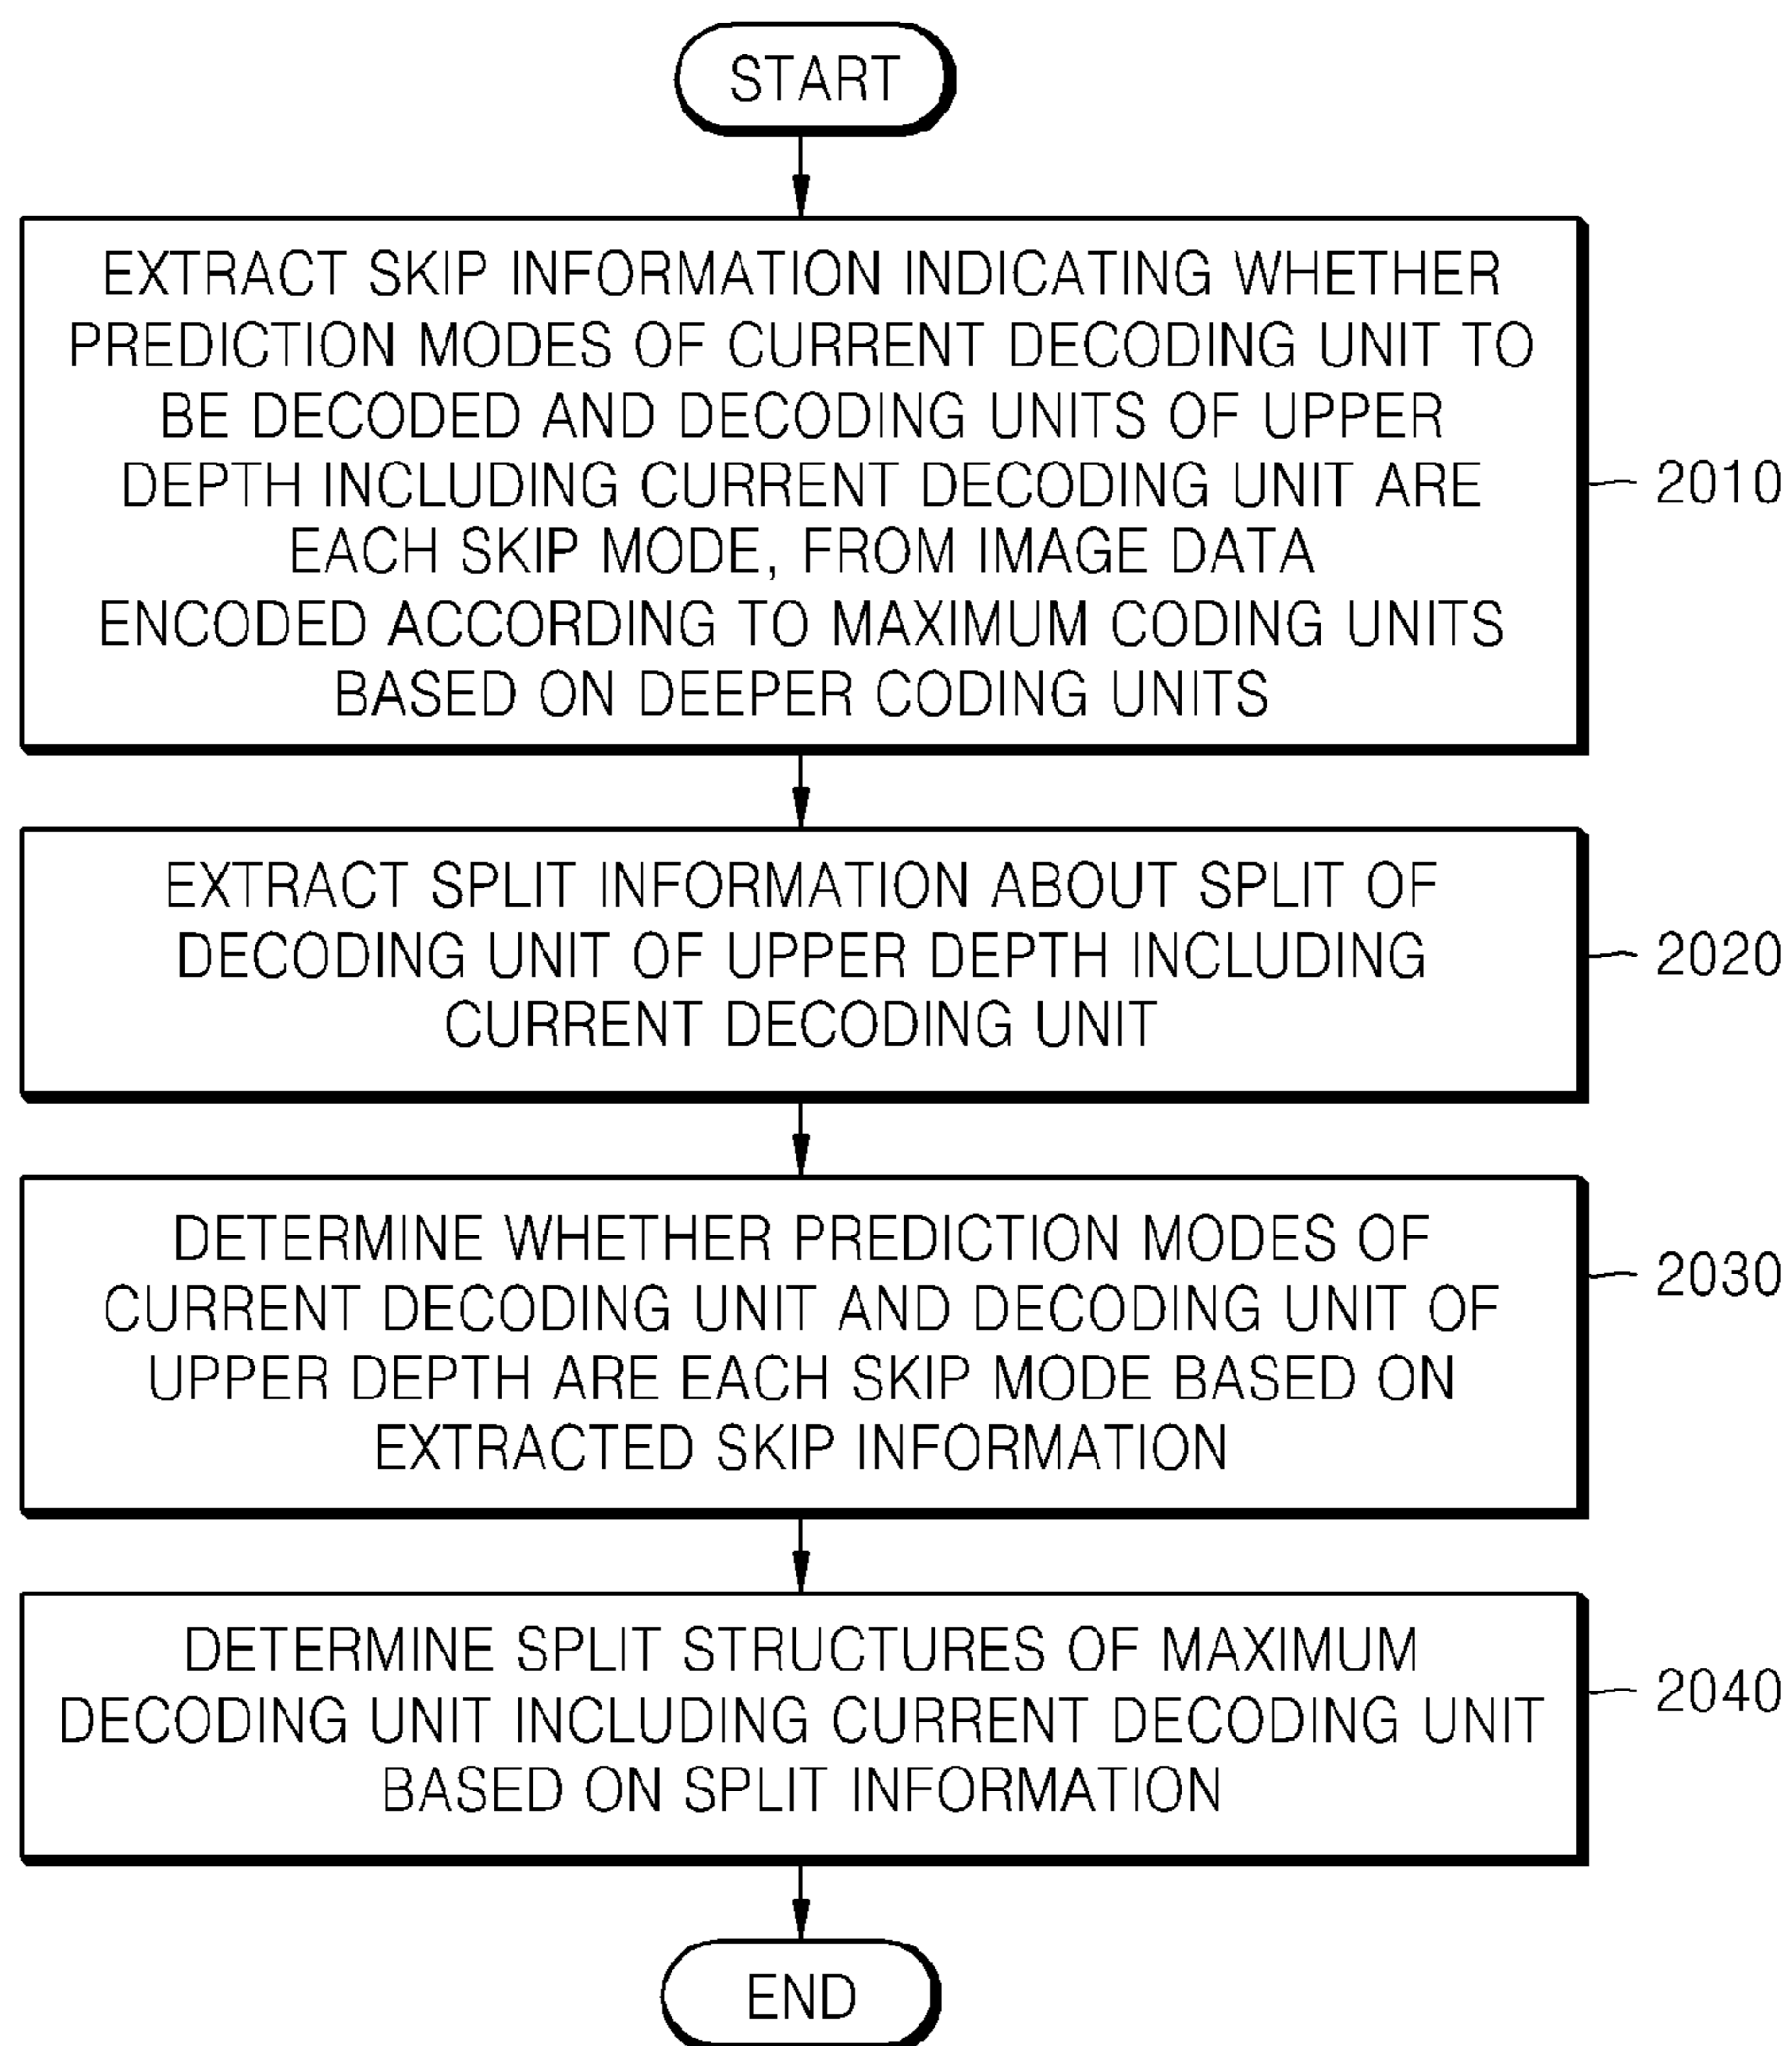 START
EXTRACT SKIP INFORMATION INDICATING WHETHER
PREDICTION MODES OF CURRENT DECODING UNIT TO
BE DECODED AND DECODING UNITS OF UPPER
DEPTH INCLUDING CURRENT DECODING UNIT ARE
EACH SKIP MODE, FROM IMAGE DATA
ENCODED ACCORDING TO MAXIMUM CODING UNITS
BASED ON DEEPER CODING UNITS
2010
EXTRACT SPLIT INFORMATION ABOUT SPLIT OF
DECODING UNIT OF UPPER DEPTH INCLUDING
CURRENT DECODING UNIT
2020
DETERMINE WHETHER PREDICTION MODES OF
CURRENT DECODING UNIT AND DECODING UNIT OF
UPPER DEPTH ARE EACH SKIP MODE BASED ON
EXTRACTED SKIP INFORMATION
2030
DETERMINE SPLIT STRUCTURES OF MAXIMUM
DECODING UNIT INCLUDING CURRENT DECODING UNIT
BASED ON SPLIT INFORMATION
2040
END